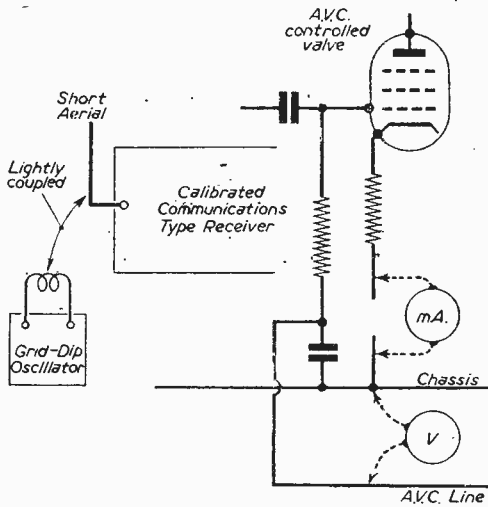 A.V.C.
controlled
valve
Short
Aerial
Lightly
coupled
Calibrated
Communications
Type Receiver
Grid-Dip
Oscillator
mA.
Chassis
V
A.V.C. Line